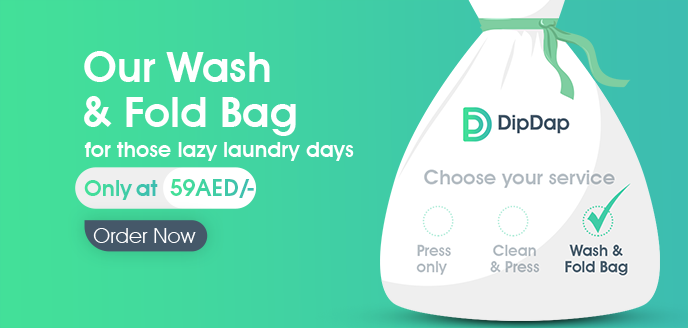 Our Wash
& Fold Bag
for those lazy laundry days
Only at 59AED/-
Order Now
DipDap
Choose your service
Press
only
Clean
& Press
Wash &
Fold Bag